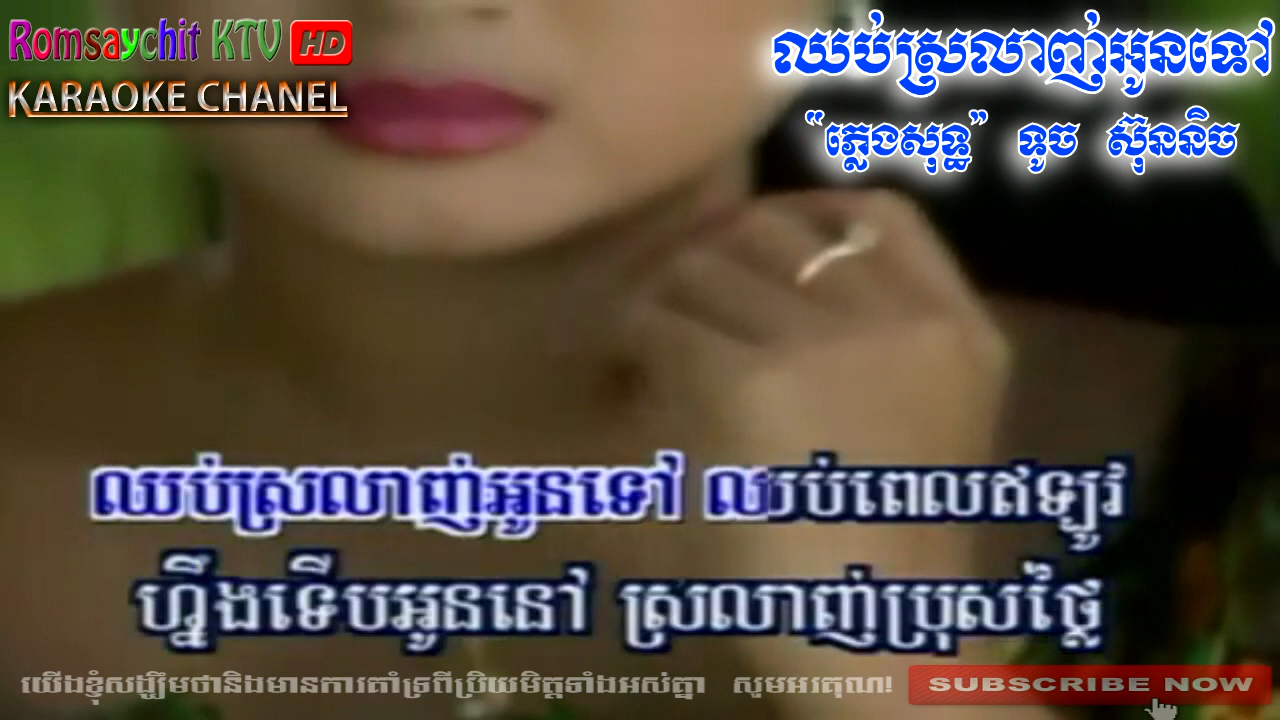 Romsaychit KTV HD
KARAOKE CHANEL
ឈប់ស្រលាញ់អូនទៅ
"ភ្លេងសុទ្ធ" ទូច ស៊ុននិច
ឈប់ស្រលាញ់អូនទៅ ឈប់ពេលឥឡូវ
ហ្នឹងទើបអូននៅ ស្រលាញ់ប្រុសថ្លៃ
យើងខ្ញុំសង្ឃឹមថានិងមានការគាំទ្រពីប្រិយមិត្តទាំងអស់គ្នា សូមអរគុណ!
SUBSCRIBE NOW